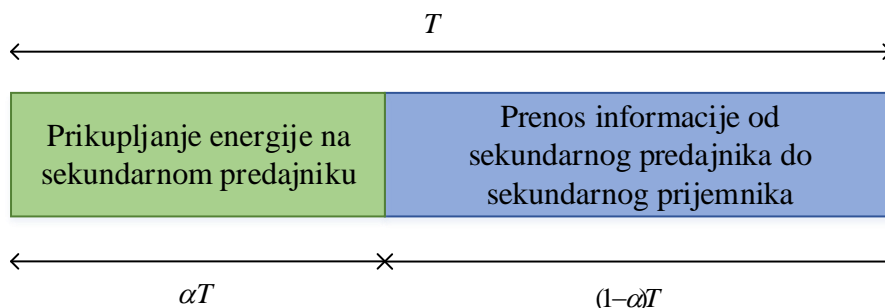 T
Prikupljanje energije na
sekundarnom predajniku
Prenos informacije od
sekundarnog predajnika do
sekundarnog prijemnika
αT
(1−α)T